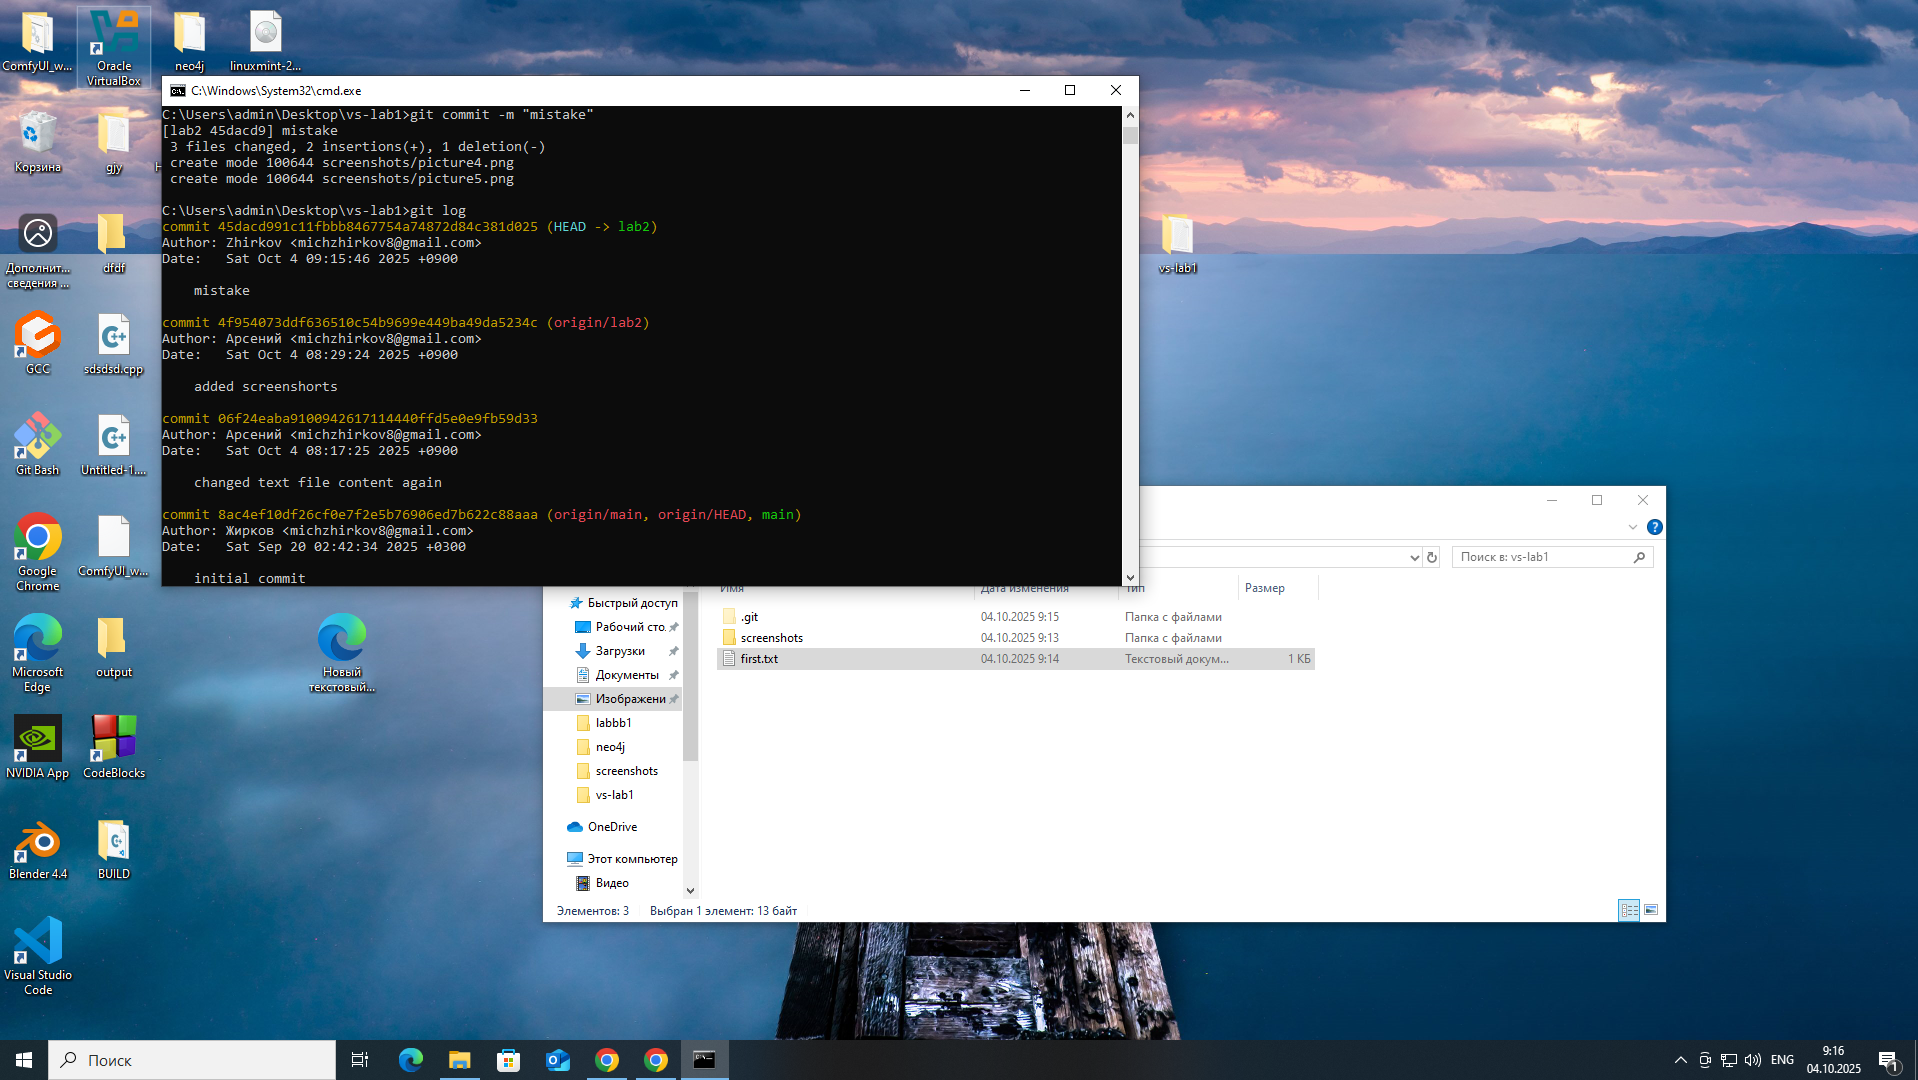 ComfyUI_w...
Oracle VirtualBox
neo4j
linuxmint-2...
Корзина
gjy
Дополнит... сведения ...
dfdf
GCC
sdsdsd.cpp
Git Bash
Untitled-1....
Google Chrome
ComfyUI_w...
Microsoft Edge
output
Новый текстовый...
NVIDIA App
CodeBlocks
Blender 4.4
BUILD
Visual Studio Code
vs-lab1
C:\Windows\System32\cmd.exe
C:\Users\admin\Desktop\vs-lab1>git commit -m "mistake"
[lab2 45dacd9] mistake
3 files changed, 2 insertions(+), 1 deletion(-)
create mode 100644 screenshots/picture4.png
create mode 100644 screenshots/picture5.png
C:\Users\admin\Desktop\vs-lab1>git log
commit 45dacd991c11fbbb8467754a74872d84c381d025 (HEAD -> lab2)
Author: Zhirkov <michzhirkov8@gmail.com>
Date:   Sat Oct 4 09:15:46 2025 +0900
mistake
commit 4f954073ddf636510c54b9699e449ba49da5234c (origin/lab2)
Author: Арсений <michzhirkov8@gmail.com>
Date:   Sat Oct 4 08:29:24 2025 +0900
added screenshorts
commit 06f24eaba9100942617114440ffd5e0e9fb59d33
Author: Арсений <michzhirkov8@gmail.com>
Date:   Sat Oct 4 08:17:25 2025 +0900
changed text file content again
commit 8ac4ef10df26cf0e7f2e5b76906ed7b622c88aaa (origin/main, origin/HEAD, main)
Author: Жирков <michzhirkov8@gmail.com>
Date:   Sat Sep 20 02:42:34 2025 +0300
initial commit
Поиск в: vs-lab1
Имя Дата изменения Тип Размер
.git 04.10.2025 9:15 Папка с файлами
screenshots 04.10.2025 9:13 Папка с файлами
first.txt 04.10.2025 9:14 Текстовый докум... 1 КБ
Быстрый доступ
Рабочий сто.
Загрузки
Документы
Изображени
labbb1
neo4j
screenshots
vs-lab1
OneDrive
Этот компьютер
Видео
Элементов: 3 Выбран 1 элемент: 13 байт
Поиск
ENG
9:16
04.10.2025
1